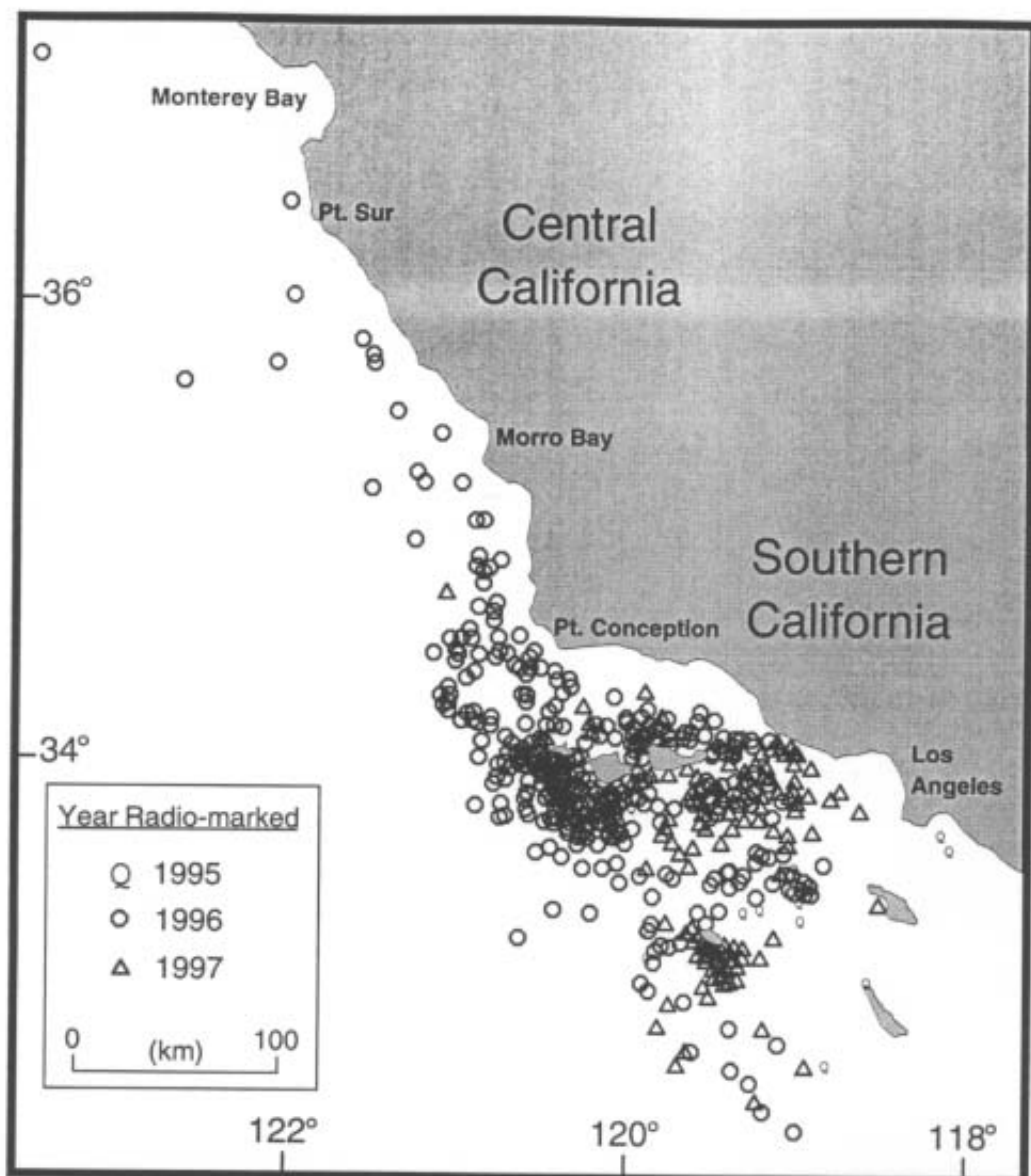 Monterey Bay
Pt. Sur
Central
California
36°
Morro Bay
Southern
California
Pt. Conception
34°
Los
Angeles
Year Radio-marked
1995
1996
1997
0 100
(km)
122° 120° 118°